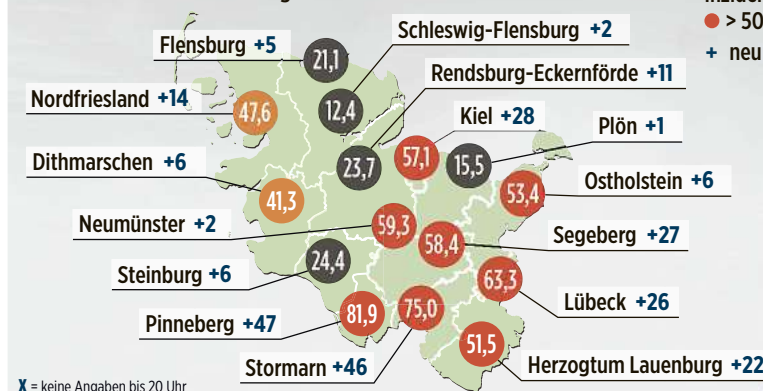 > 50
+ neu
Flensburg +5
21,1
Schleswig-Flensburg +2
12,4
Rendsburg-Eckernförde +11
23,7
Nordfriesland +14
47,6
Kiel +28
57,1
Plön +1
15,5
Dithmarschen +6
41,3
Ostholstein +6
53,4
Neumünster +2
59,3
Segeberg +27
58,4
Steinburg +6
24,4
Lübeck +26
63,3
Pinneberg +47
81,9
Stormarn +46
75,0
Herzogtum Lauenburg +22
51,5
X = keine Angaben bis 20 Uhr